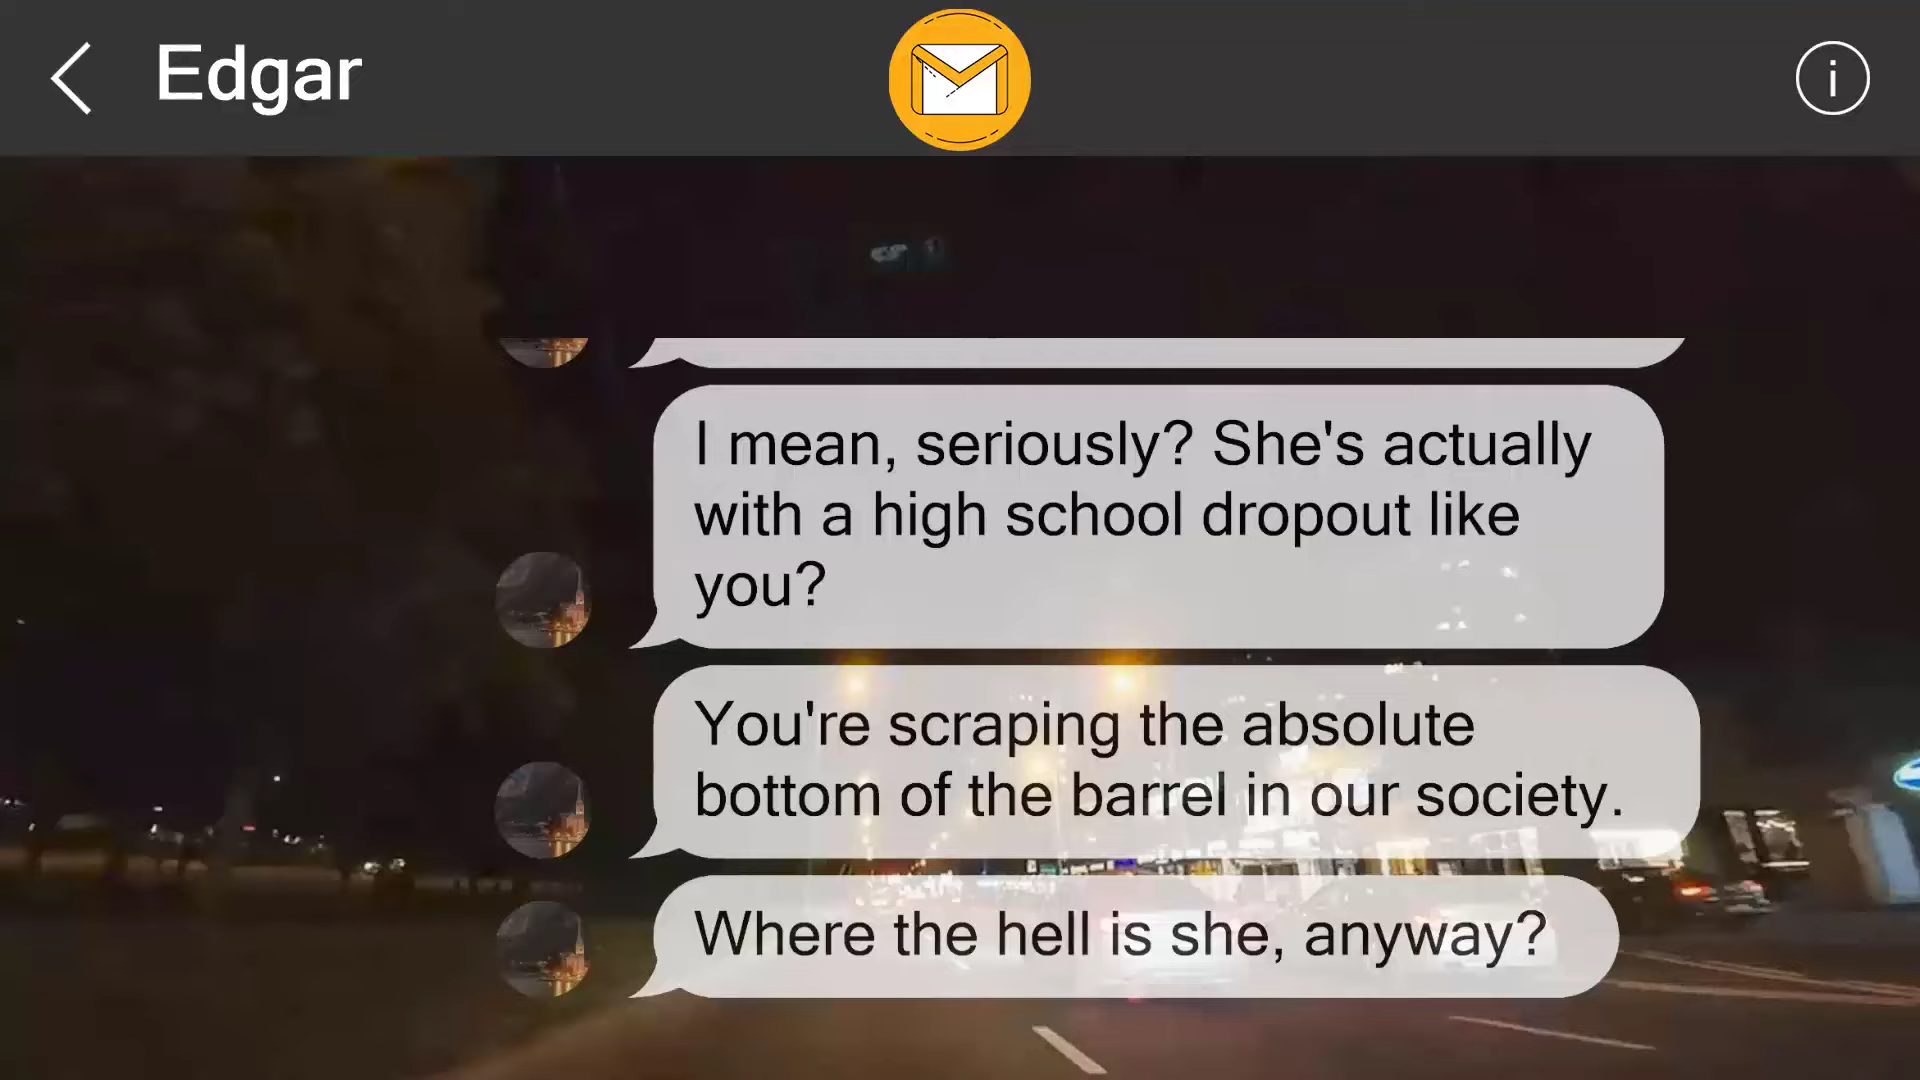 Edgar
i
I mean, seriously? She's actually
with a high school dropout like
you?
You're scraping the absolute
bottom of the barrel in our society.
Where the hell is she, anyway?